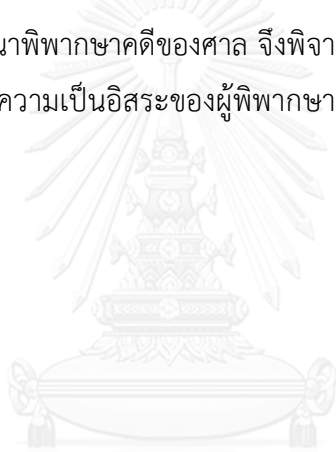 นาพิพากษาคดีของศาล จึงพิจา
ความเป็นอิสระของผู้พิพากษา